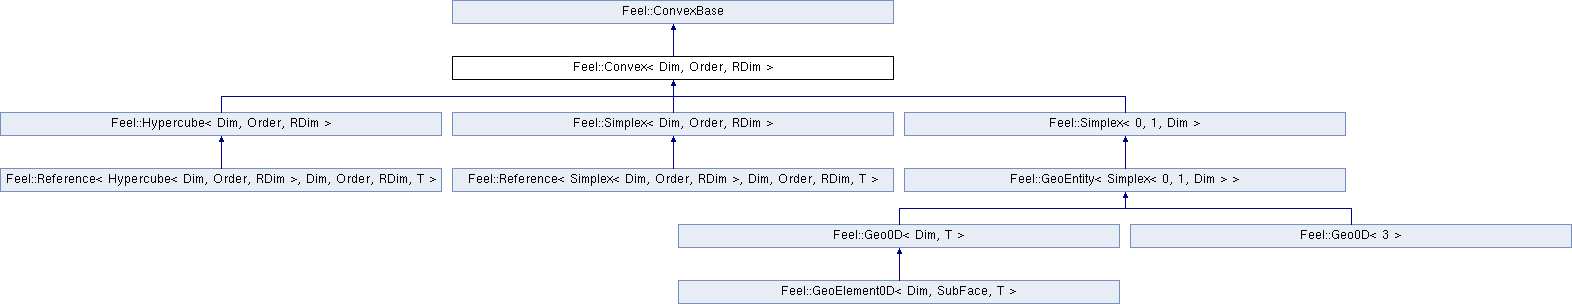 Feel::ConvexBase
Feel::Convex< Dim, Order, RDim >
Feel::Hypercube< Dim, Order, RDim >
Feel::Simplex< Dim, Order, RDim >
Feel::Simplex< 0, 1, Dim >
Feel::Reference< Hypercube< Dim, Order, RDim >, Dim, Order, RDim, T >
Feel::Reference< Simplex< Dim, Order, RDim >, Dim, Order, RDim, T >
Feel::GeoEntity< Simplex< 0, 1, Dim > >
Feel::Geo0D< Dim, T >
Feel::Geo0D< 3 >
Feel::GeoElement0D< Dim, SubFace, T >